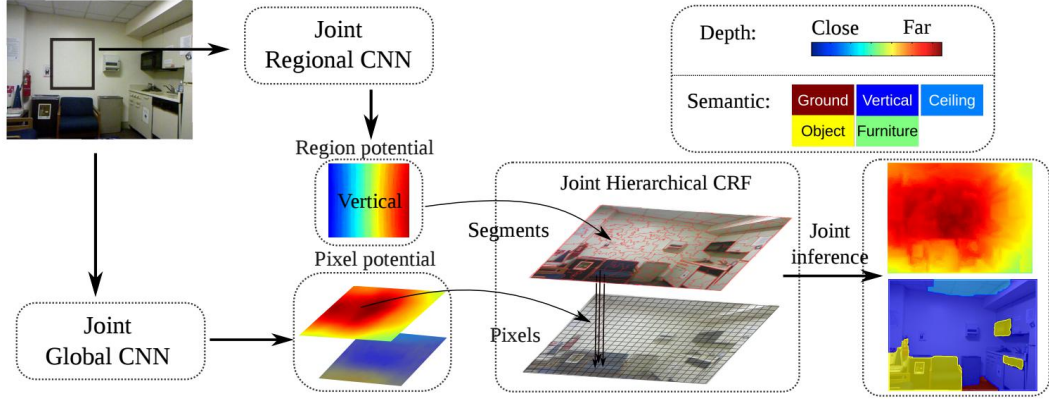 Joint
Regional CNN
Depth:
Close
Far
Semantic:
Ground
Vertical
Ceiling
Object
Furniture
Region potential
Vertical
Joint Hierarchical CRF
Segments
Joint
inference
Pixel potential
Pixels
Joint
Global CNN